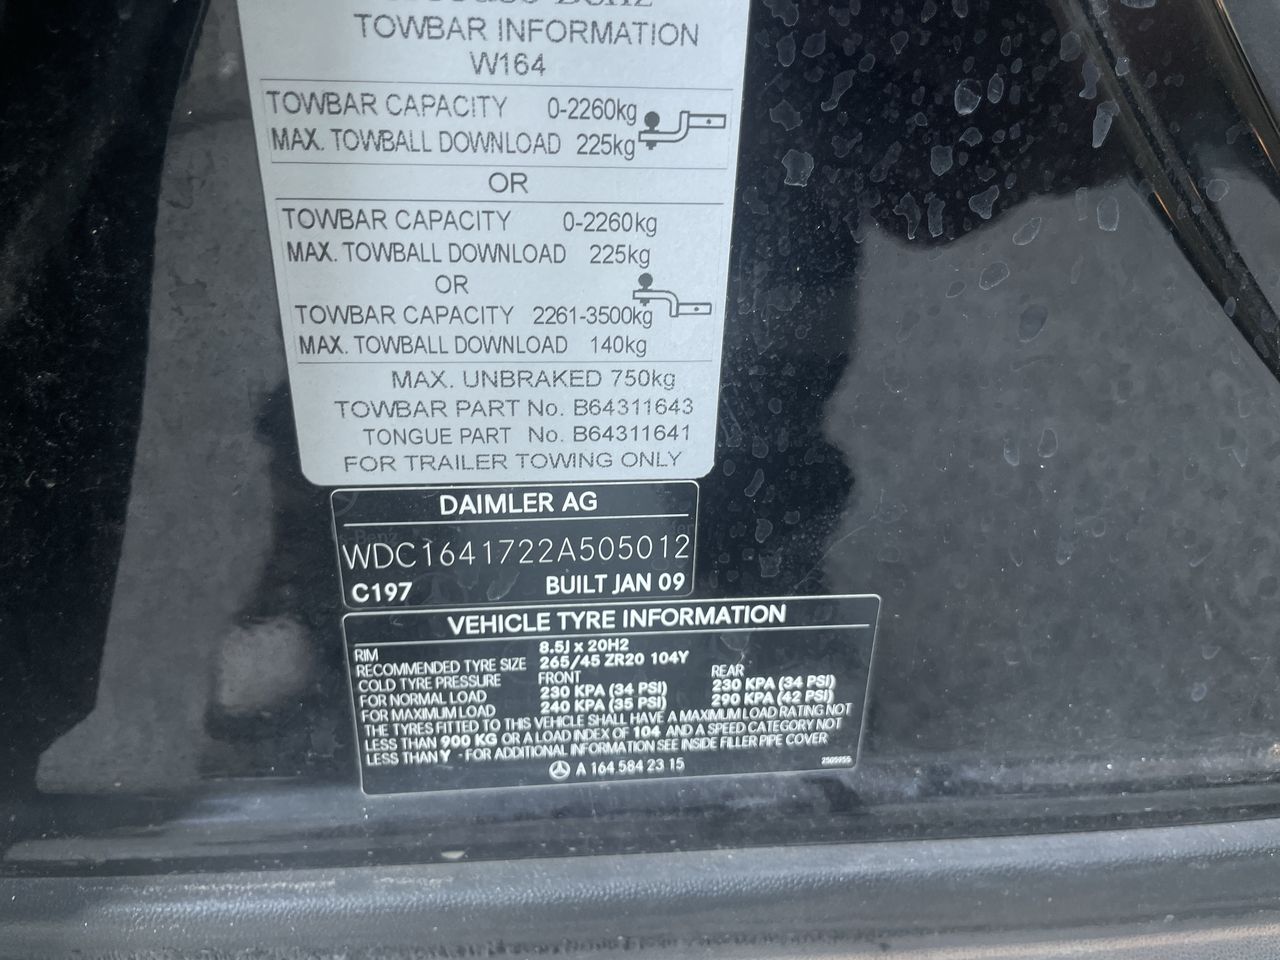 TOWBAR INFORMATION
W164
TOWBAR CAPACITY 0-2260kg
MAX. TOWBALL DOWNLOAD 225kg
OR
TOWBAR CAPACITY 0-2260kg
MAX. TOWBALL DOWNLOAD 225kg
OR
TOWBAR CAPACITY 2261-3500kg
MAX. TOWBALL DOWNLOAD 140kg
MAX. UNBRAKED 750kg
TOWBAR PART No. B64311643
TONGUE PART No. B64311641
FOR TRAILER TOWING ONLY
DAIMLER AG
WDC1641722A505012
C197 BUILT JAN 09
VEHICLE TYRE INFORMATION
RIM 8.5J x 20H2
RECOMMENDED TYRE SIZE 265/45 ZR20 104Y
COLD TYRE PRESSURE FRONT REAR
FOR NORMAL LOAD 230 KPA (34 PSI) 230 KPA (34 PSI)
FOR MAXIMUM LOAD 240 KPA (35 PSI) 290 KPA (42 PSI)
THE TYRES FITTED TO THIS VEHICLE SHALL HAVE A MAXIMUM LOAD RATING NOT
LESS THAN 900 KG OR A LOAD INDEX OF 104 AND A SPEED CATEGORY NOT
LESS THAN Y - FOR ADDITIONAL INFORMATION SEE INSIDE FILLER PIPE COVER
A 164 584 23 15